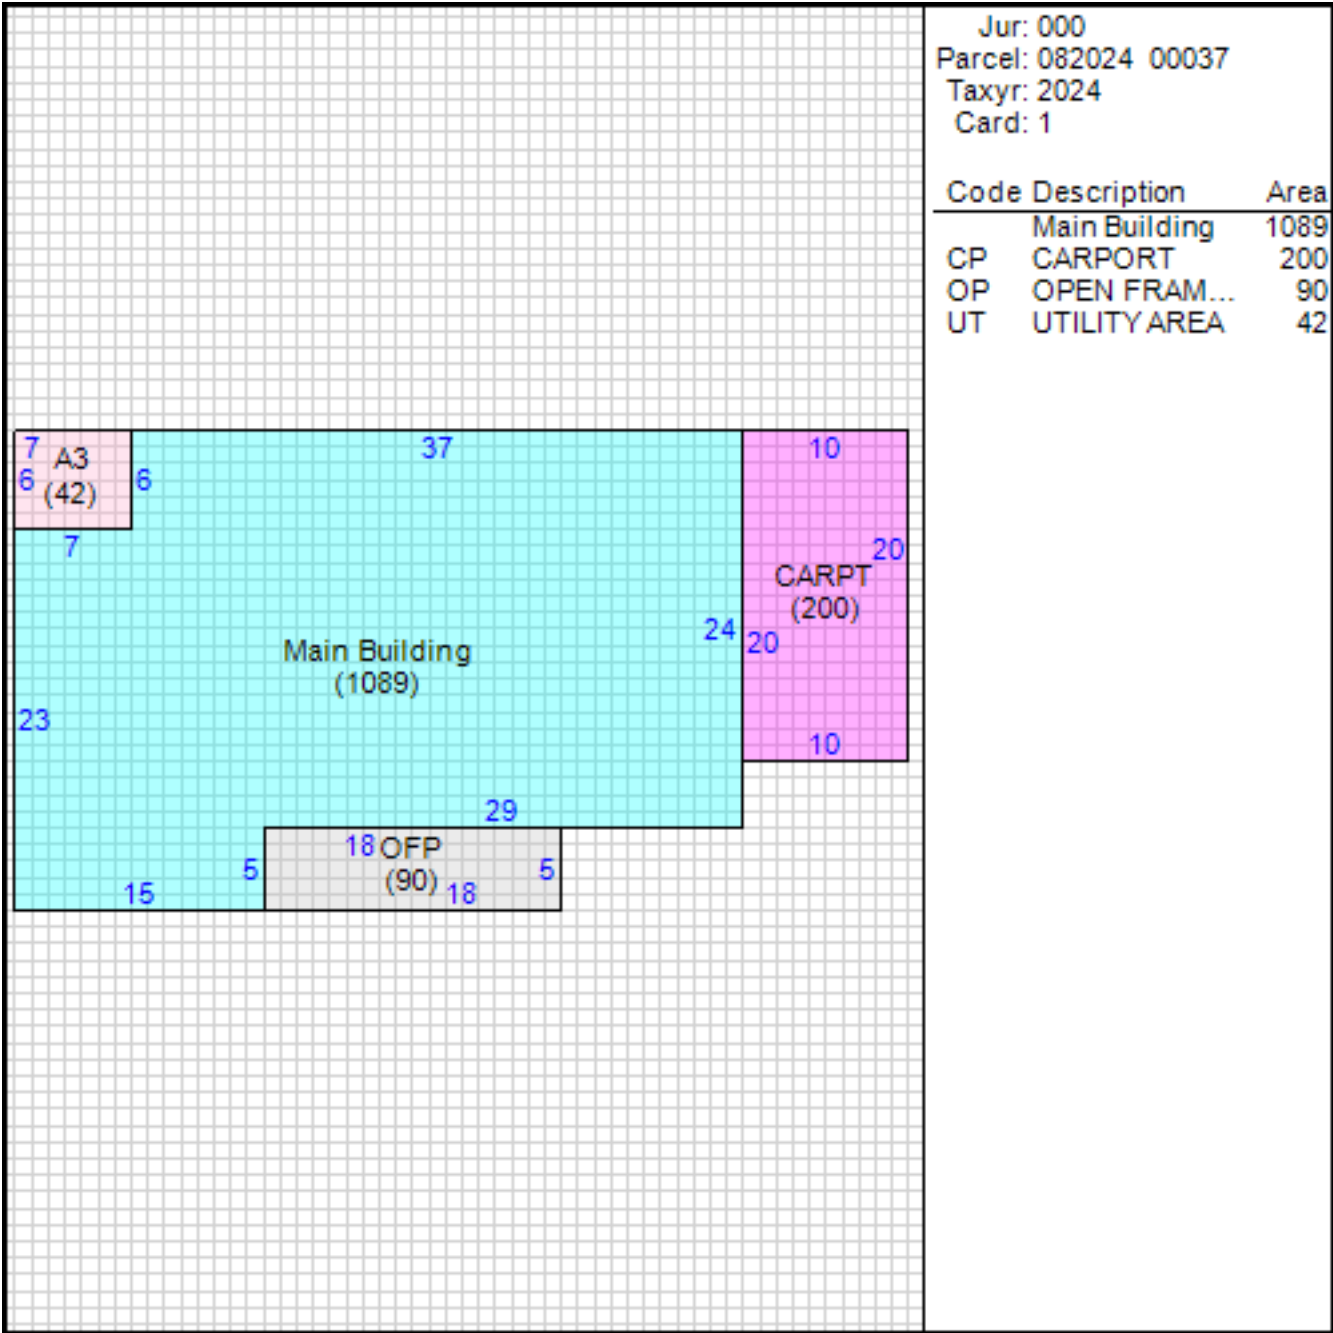 Jur: 000
Parcel: 082024 00037
Taxyr: 2024
Card: 1
Code Description Area
Main Building 1089
CP CARPORT 200
OP OPEN FRAM... 90
UT UTILITY AREA 42
7
A3
6
(42)
6
7
37
10
20
CARPT
(200)
24
20
Main Building
(1089)
23
10
29
18
OFP
5
(90)
5
15
18